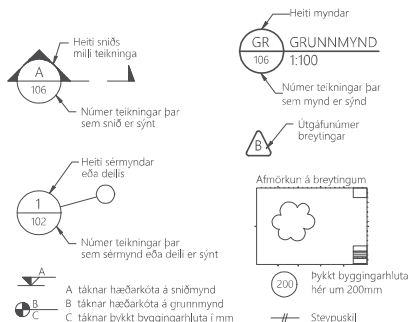 Heiti sniðs
milli teikninga
A
106
Númer teikningar þar
sem snið er sýnt
Heiti myndar
GR GRUNNMYND
106 1:100
Númer teikningar þar
sem mynd er sýnd
Útgáfunúmer
breytingar
B
Heiti sérmyndar
eða deilis
1
102
Númer teikningar þar
sem sérmynd eða deili er sýnt
Afmörkun á breytingum
A
A táknar hæðarkóta á sniðmynd
B
B táknar hæðarkóta á grunnmynd
C
C táknar þykkt byggingarhluta í mm
200
Þykkt byggingarhluta
hér um 200mm
Steypuskil